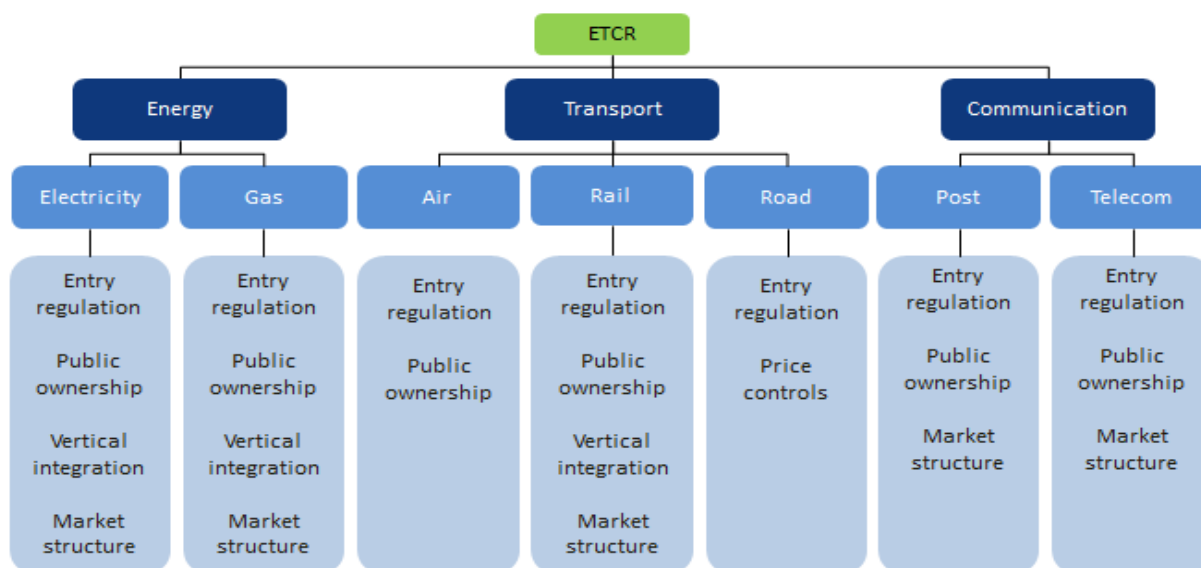 ETCR
Energy
Transport
Communication
Electricity
Gas
Air
Rail
Road
Post
Telecom
Entry
regulation
Public
ownership
Vertical
integration
Market
structure
Entry
regulation
Public
ownership
Vertical
integration
Market
structure
Entry
regulation
Public
ownership
Entry
regulation
Public
ownership
Vertical
integration
Market
structure
Entry
regulation
Price
controls
Entry
regulation
Public
ownership
Market
structure
Entry
regulation
Public
ownership
Market
structure